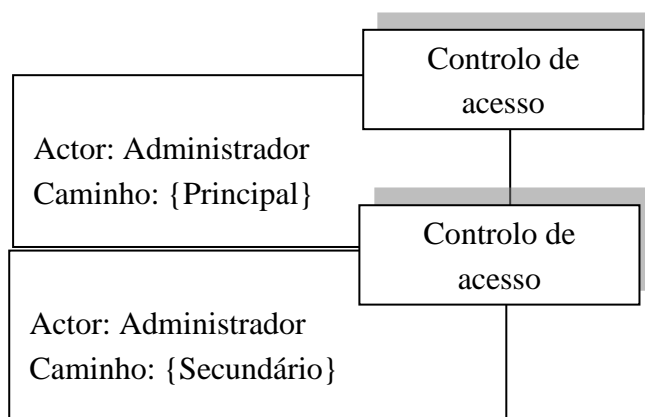 Controlo de
acesso
Actor: Administrador
Caminho: {Principal}
Controlo de
acesso
Actor: Administrador
Caminho: {Secundário}